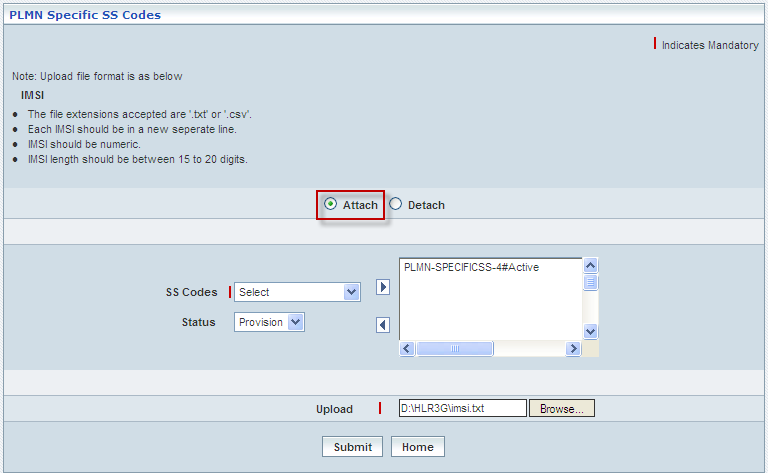 PLMN Specific SS Codes
Indicates Mandatory
Note: Upload file format is as below
IMSI
The file extensions accepted are '.txt' or '.csv'.
Each IMSI should be in a new seperate line.
IMSI should be numeric.
IMSI length should be between 15 to 20 digits.
Attach Detach
PLMN-SPECIFICSS-4#Active
SS Codes Select
Status Provision
Upload D:\HLR3G\imsi.txt Browse...
Submit Home